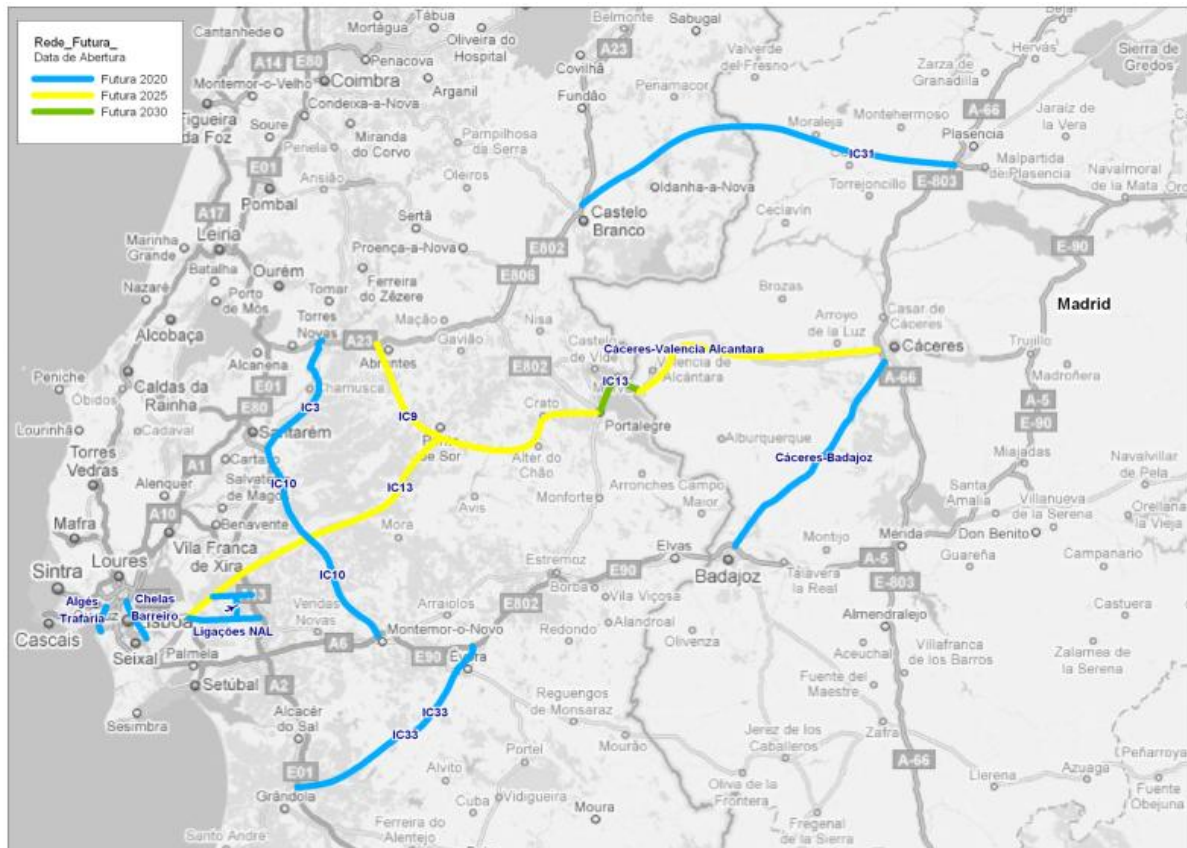 Rede_Futura_
Data de Abertura
Futura 2020
Futura 2025
Futura 2030
Cantanhede
Mortágua
Tábua
Oliveira do
Hospital
Belmonte
Sabugal
Béjar
A23
Hervás
Sierra de
Gredos
A14
E80
Penacova
Covilhã
Valverde
del Fresno
Zarza de
Granadilla
Montemor-o-Velho
Coimbra
Arganil
Fundão
Penamacor
A-66
Condeixa-a-Nova
Figueira
da Foz
Soure
Miranda
do Corvo
Pampilhosa
da Serra
Moraleja
Montehermoso
Jaraíz de
la Vera
Plasencia
E01
Penela
IC31
Malpartida
de Plasencia
Navalmoral
de la Mata
Ansião
Oleiros
Idanha-a-Nova
Torrejoncillo
E-803
Pombal
A17
Sertã
Castelo
Branco
Ceclavín
Leiria
Marinha
Grande
Proença-a-Nova
E802
E-90
Batalha
Ourém
Ferreira
do Zêzere
E806
Nazaré
Porto
de Mós
Tomar
Brozas
Madrid
Alcobaça
Torres
Novas
Mação
Nisa
Arroyo
de la Luz
Casar de
Cáceres
A23
Abrantes
Gavião
Castelo
de Vide
Cáceres-Valencia Alcantara
Cáceres
Trujillo
Alcanena
E802
Valencia de
Alcántara
Madroñera
Peniche
Caldas da
Rainha
E01
Chamusca
IC13
A-66
Óbidos
E80
IC3
IC9
Crato
Portalegre
A-5
Lourinhã
Cadaval
Santarém
Ponte
de Sor
E-90
Torres
Vedras
A1
Cartaxo
Alter do
Chão
Alburquerque
Cáceres-Badajoz
Miajadas
Navalvillar
de Pela
Alenquer
Salvaterra
de Magos
IC10
IC13
Monforte
Arronches
Campo
Maior
Santa
Amalia
Villanueva
de la Serena
Orellana
la Vieja
Avis
Mafra
A10
Benavente
Mora
Don Benito
Vila Franca
de Xira
Estremoz
Elvas
Montijo
Mérida
Sintra
Loures
IC10
Borba
E90
Badajoz
Talavera
la Real
A-5
Guareña
Campanario
Algés
Trafaria
Chelas
Barreiro
Lisboa
Vila Viçosa
E-803
Arraiolos
E802
Castuera
Cascais
Ligações NAL
Vendas
Novas
Montemor-o-Novo
Alandroal
Almendralejo
Seixal
Palmela
A6
Redondo
Olivenza
Aceuchal
Villafranca
de los Barros
Zalamea de
la Serena
E90
Évora
Setúbal
A2
Fuente del
Maestre
Sesimbra
Alcácer
do Sal
IC33
Reguengos
de Monsaraz
Zafra
IC33
Portel
Mourão
Jerez de los
Caballeros
Peñarroya
E01
Alvito
A-66
Azuaga
Grândola
Cuba
Vidigueira
Moura
Oliva de la
Frontera
Llerena
Fuente
Obejuna
Santo André
Ferreira do
Alentejo
Fregenal
de la Sierra